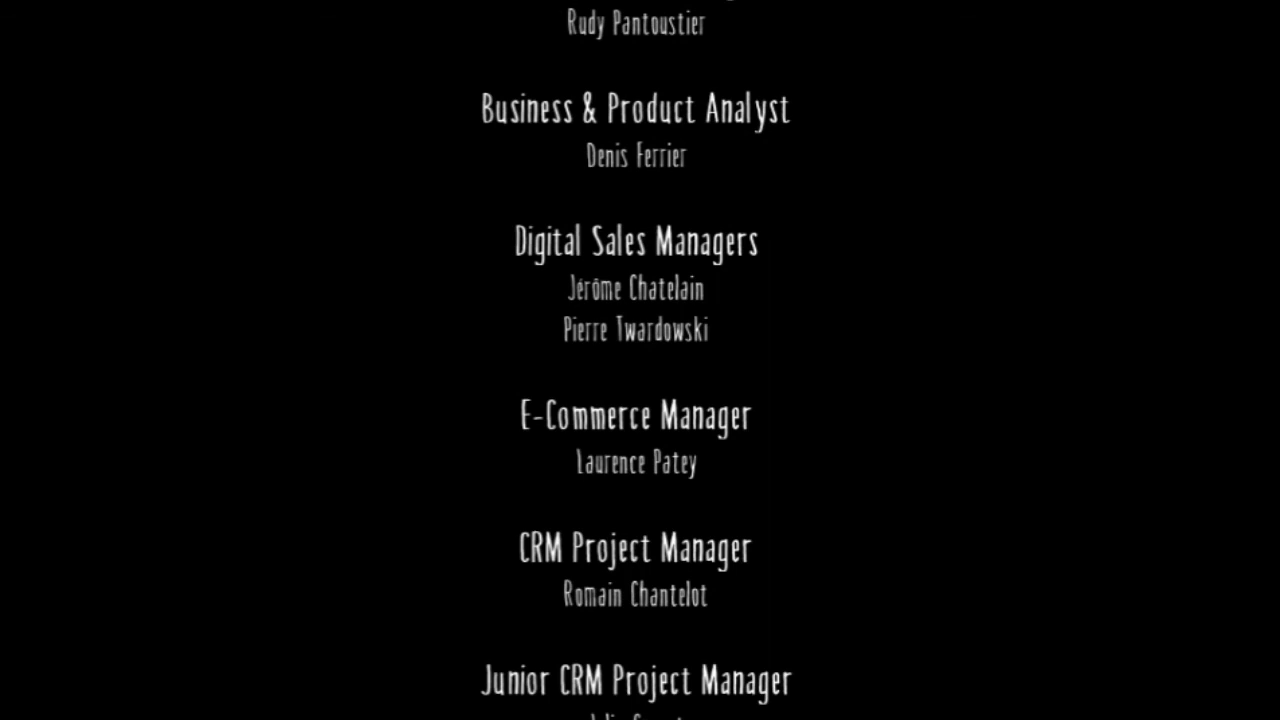 Rudy Pantoustier
Business & Product Analyst
Denis Ferrier
Digital Sales Managers
Jérôme Chatelain
Pierre Twardowski
E-Commerce Manager
Laurence Patey
CRM Project Manager
Romain Chantelot
Junior CRM Project Manager